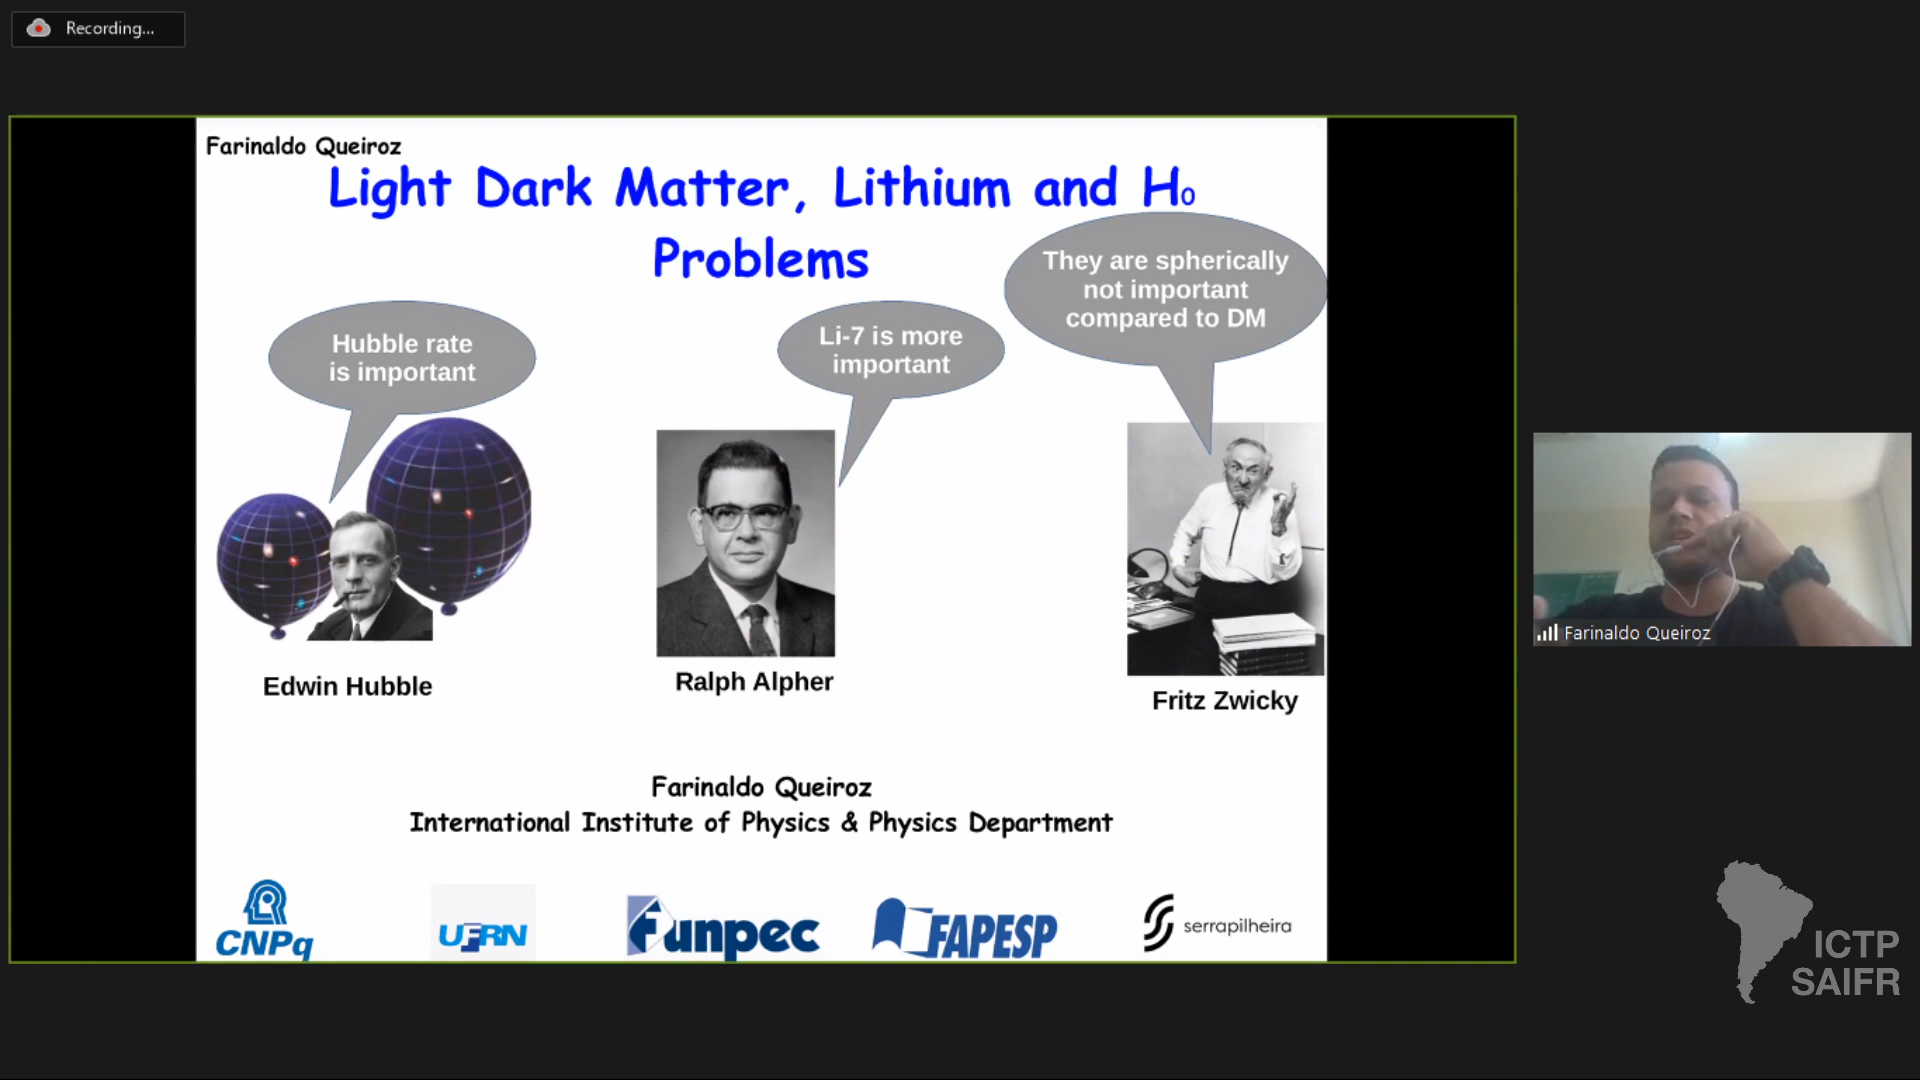 Recording...
Farinaldo Queiroz
Light Dark Matter, Lithium and H₀
Problems
They are spherically
not important
compared to DM
Hubble rate
is important
Li-7 is more
important
Edwin Hubble
Ralph Alpher
Fritz Zwicky
Farinaldo Queiroz
International Institute of Physics & Physics Department
CNPq
UFRN
Funpec
FAPESP
serrapilheira
Farinaldo Queiroz
ICTP
SAIFR